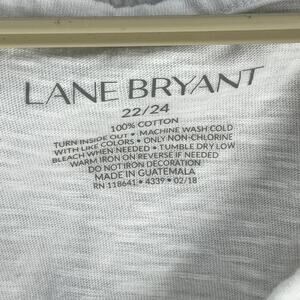 LANE BRYANT
22/24
100% COTTON
TURN INSIDE OUT • MACHINE WASH COLD
WITH LIKE COLORS • ONLY NON-CHLORINE
BLEACH WHEN NEEDED • TUMBLE DRY LOW
WARM IRON ON REVERSE IF NEEDED
DO NOT IRON DECORATION
MADE IN GUATEMALA
RN 118641 • 4339 • 02/18